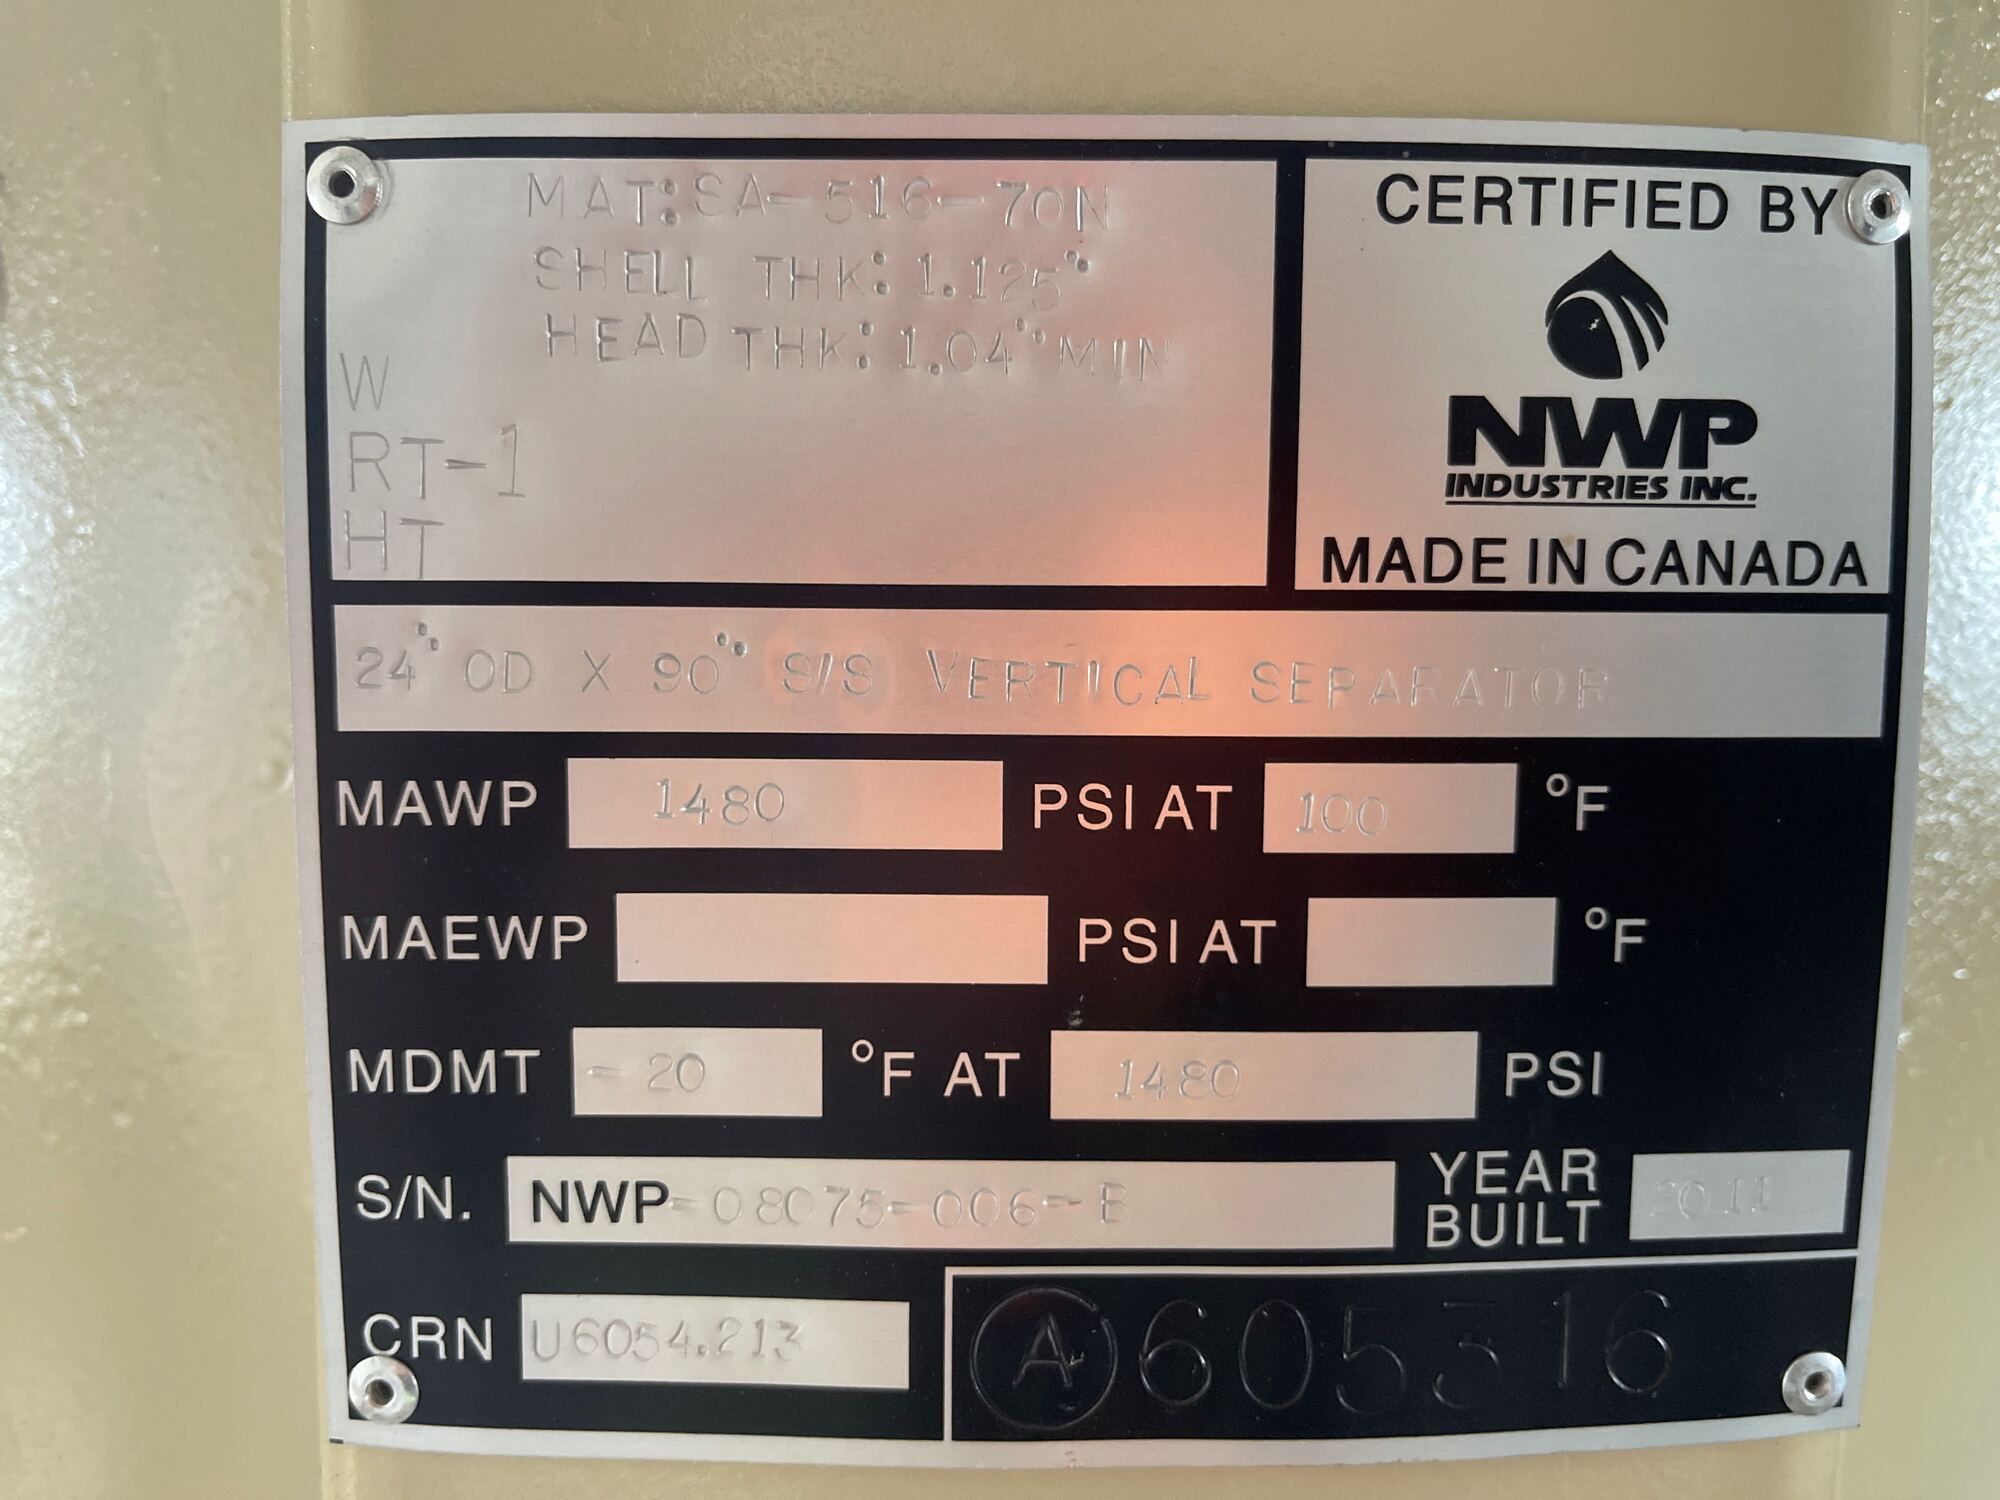 MAT: SA-516-70N
SHELL THK: 1.125"
HEAD THK: 1.04" MIN
W
RT-1
HT
CERTIFIED BY
NWP
INDUSTRIES INC.
MADE IN CANADA
24" OD X 90" S/S VERTICAL SEPARATOR
MAWP 1480 PSI AT 100 °F
MAEWP PSI AT °F
MDMT -20 °F AT 1480 PSI
S/N. NWP-08075-006-B YEAR BUILT 2011
CRN U6054.213
A 605316